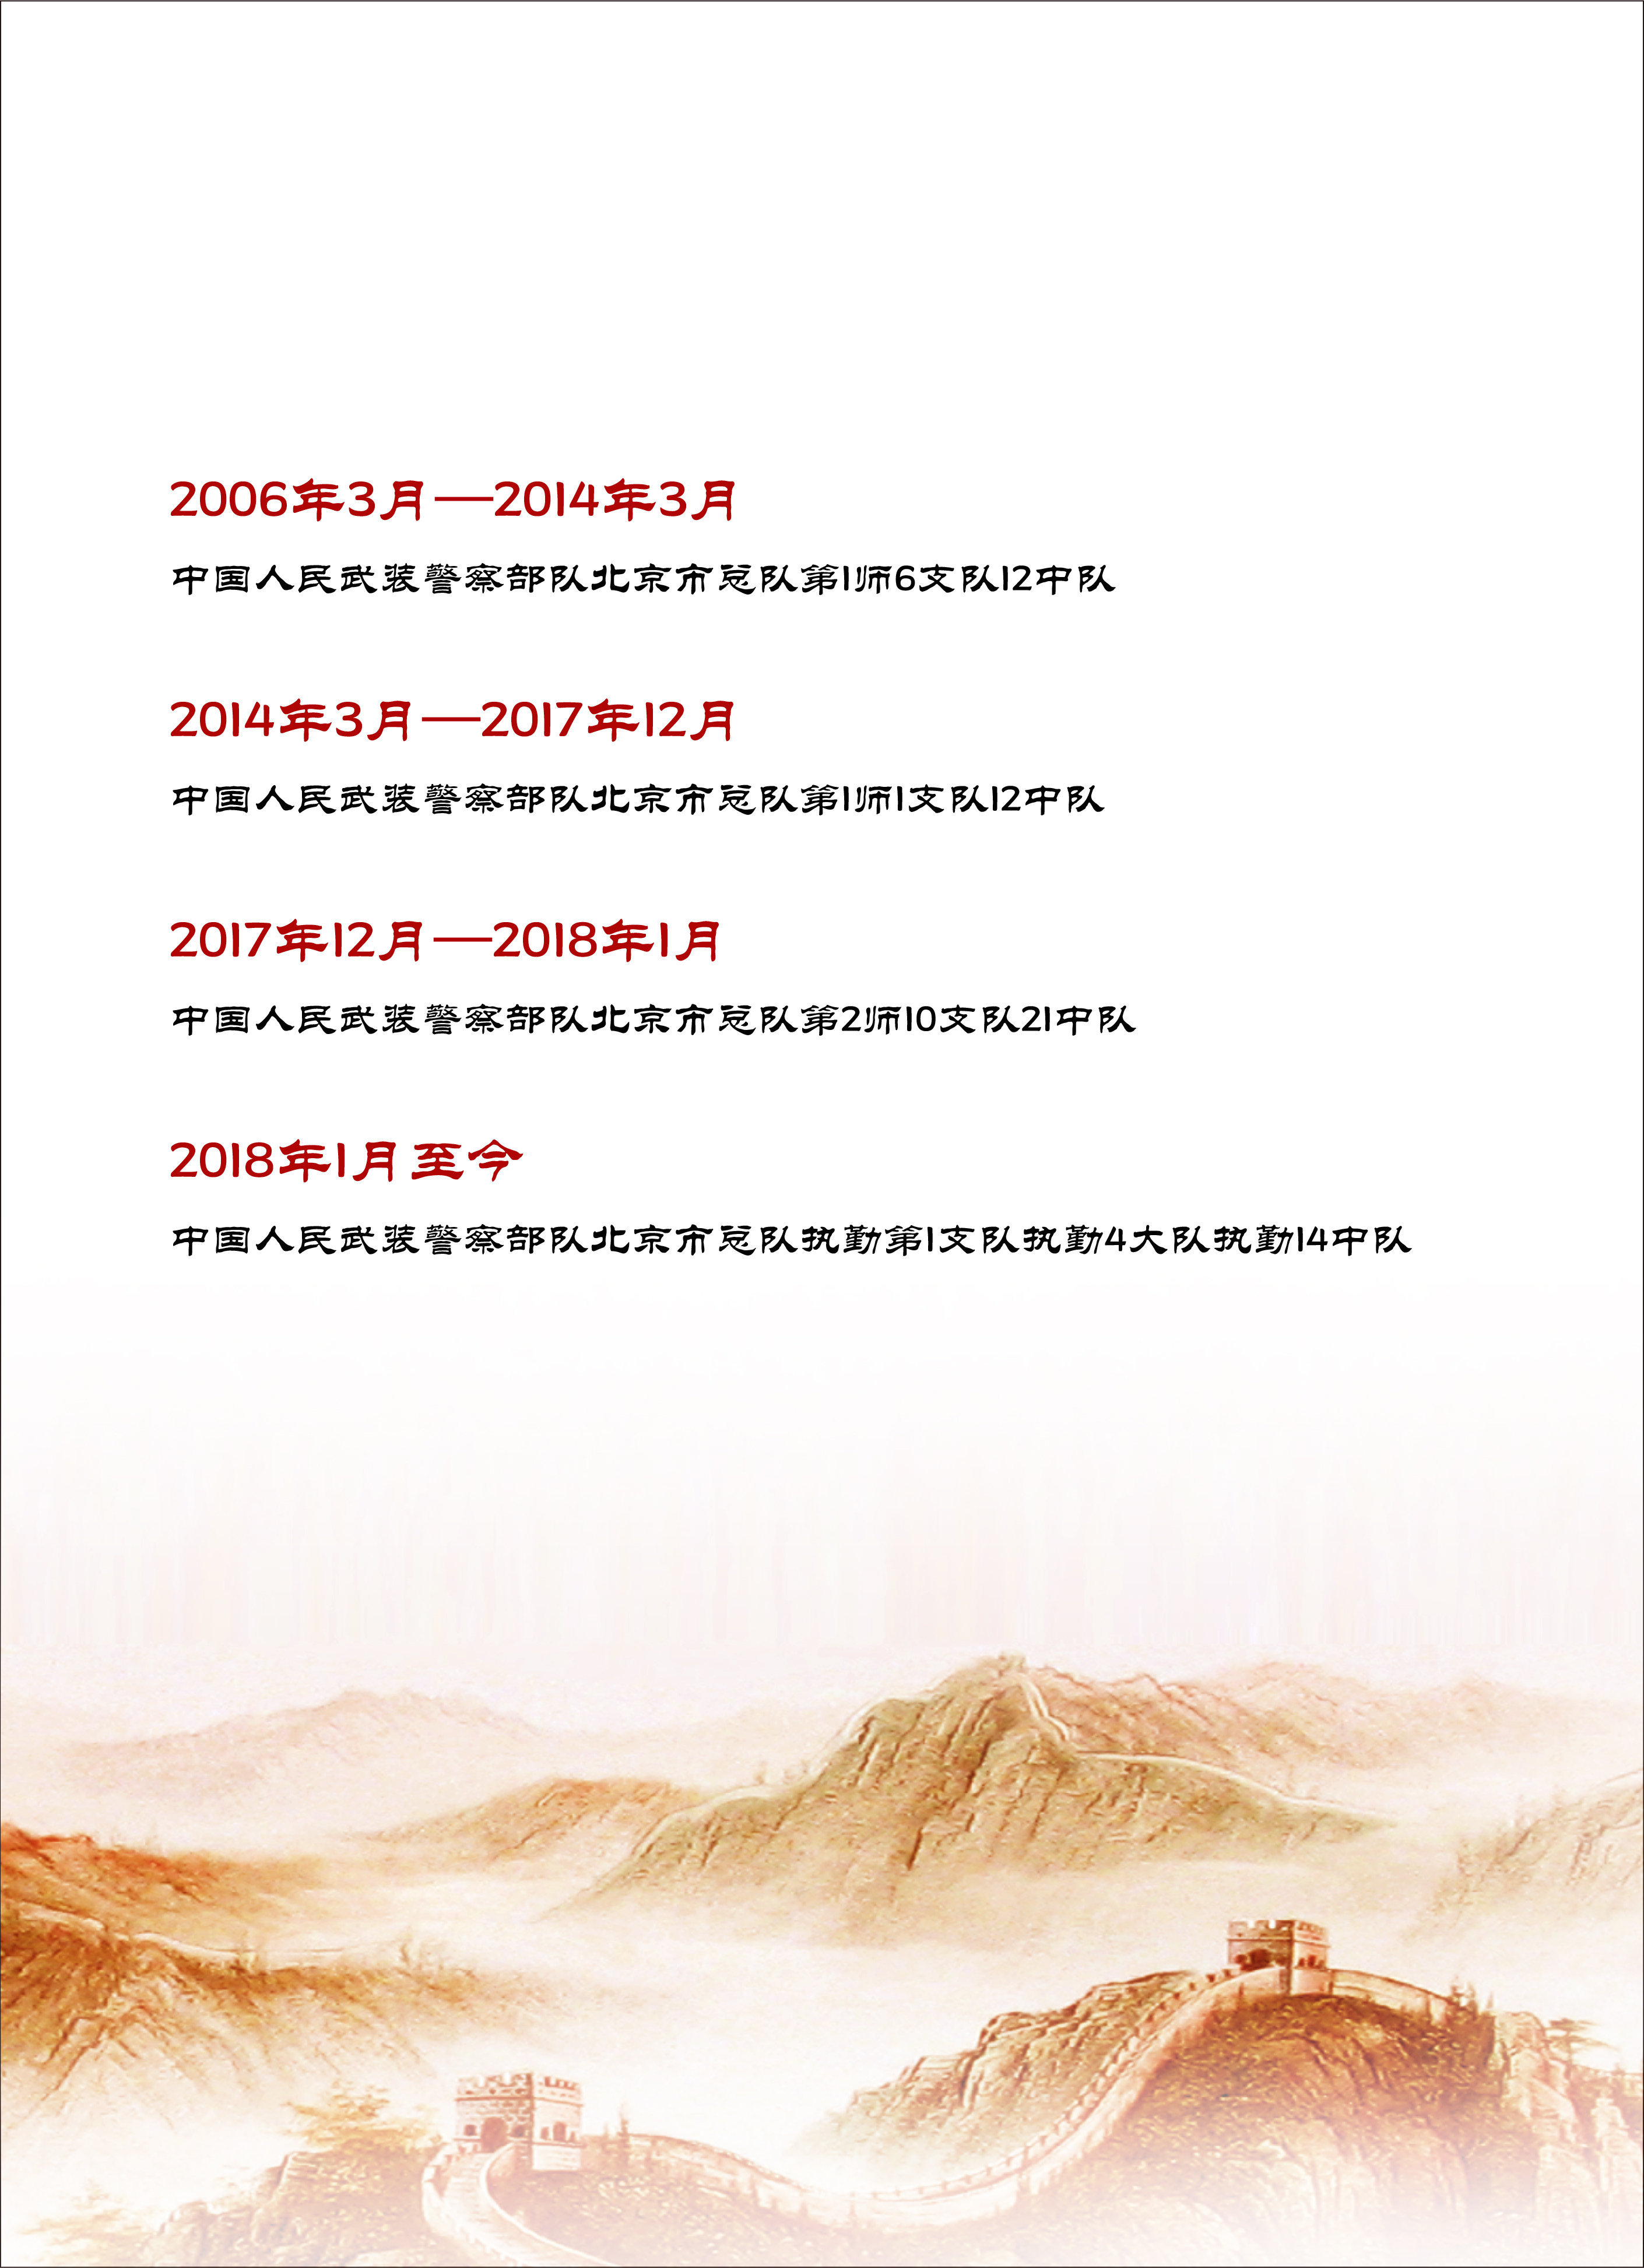 2006年3月—2014年3月
中国人民武装警察部队北京市总队第1师6支队12中队
2014年3月—2017年12月
中国人民武装警察部队北京市总队第1师1支队12中队
2017年12月—2018年1月
中国人民武装警察部队北京市总队第2师10支队21中队
2018年1月至今
中国人民武装警察部队北京市总队执勤第1支队执勤4大队执勤14中队